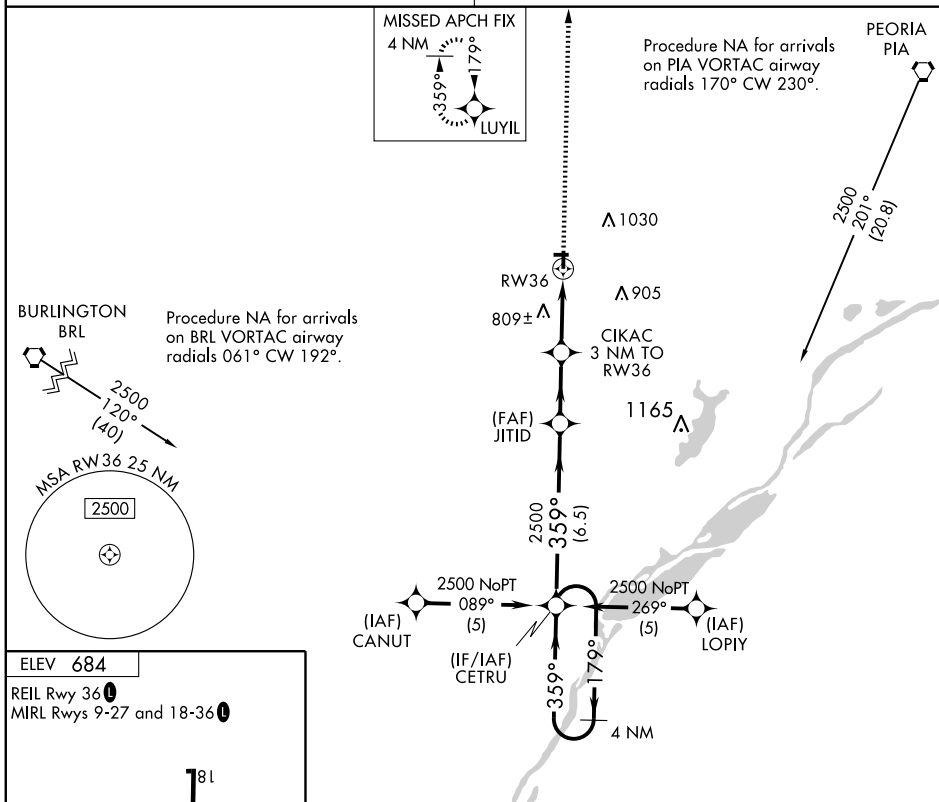 MISSED APCH FIX
4 NM
359°
179°
LUYIL
Procedure NA for arrivals
on PIA VORTAC airway
radials 170° CW 230°.
PEORIA
PIA
2500
201°
(20.8)
1030
RW36
905
809±
CIKAC
3 NM TO
RW36
BURLINGTON
BRL
Procedure NA for arrivals
on BRL VORTAC airway
radials 061° CW 192°.
2500
120°
(40)
(FAF)
JITID
1165
MSA RW36 25 NM
2500
2500
359°
(6.5)
2500 NoPT
089°
(5)
(IAF)
CANUT
2500 NoPT
269°
(5)
(IAF)
LOPIY
(IF/IAF)
CETRU
359°
179°
4 NM
ELEV 684
REIL Rwy 36 L
MIRL Rwys 9-27 and 18-36 L
18